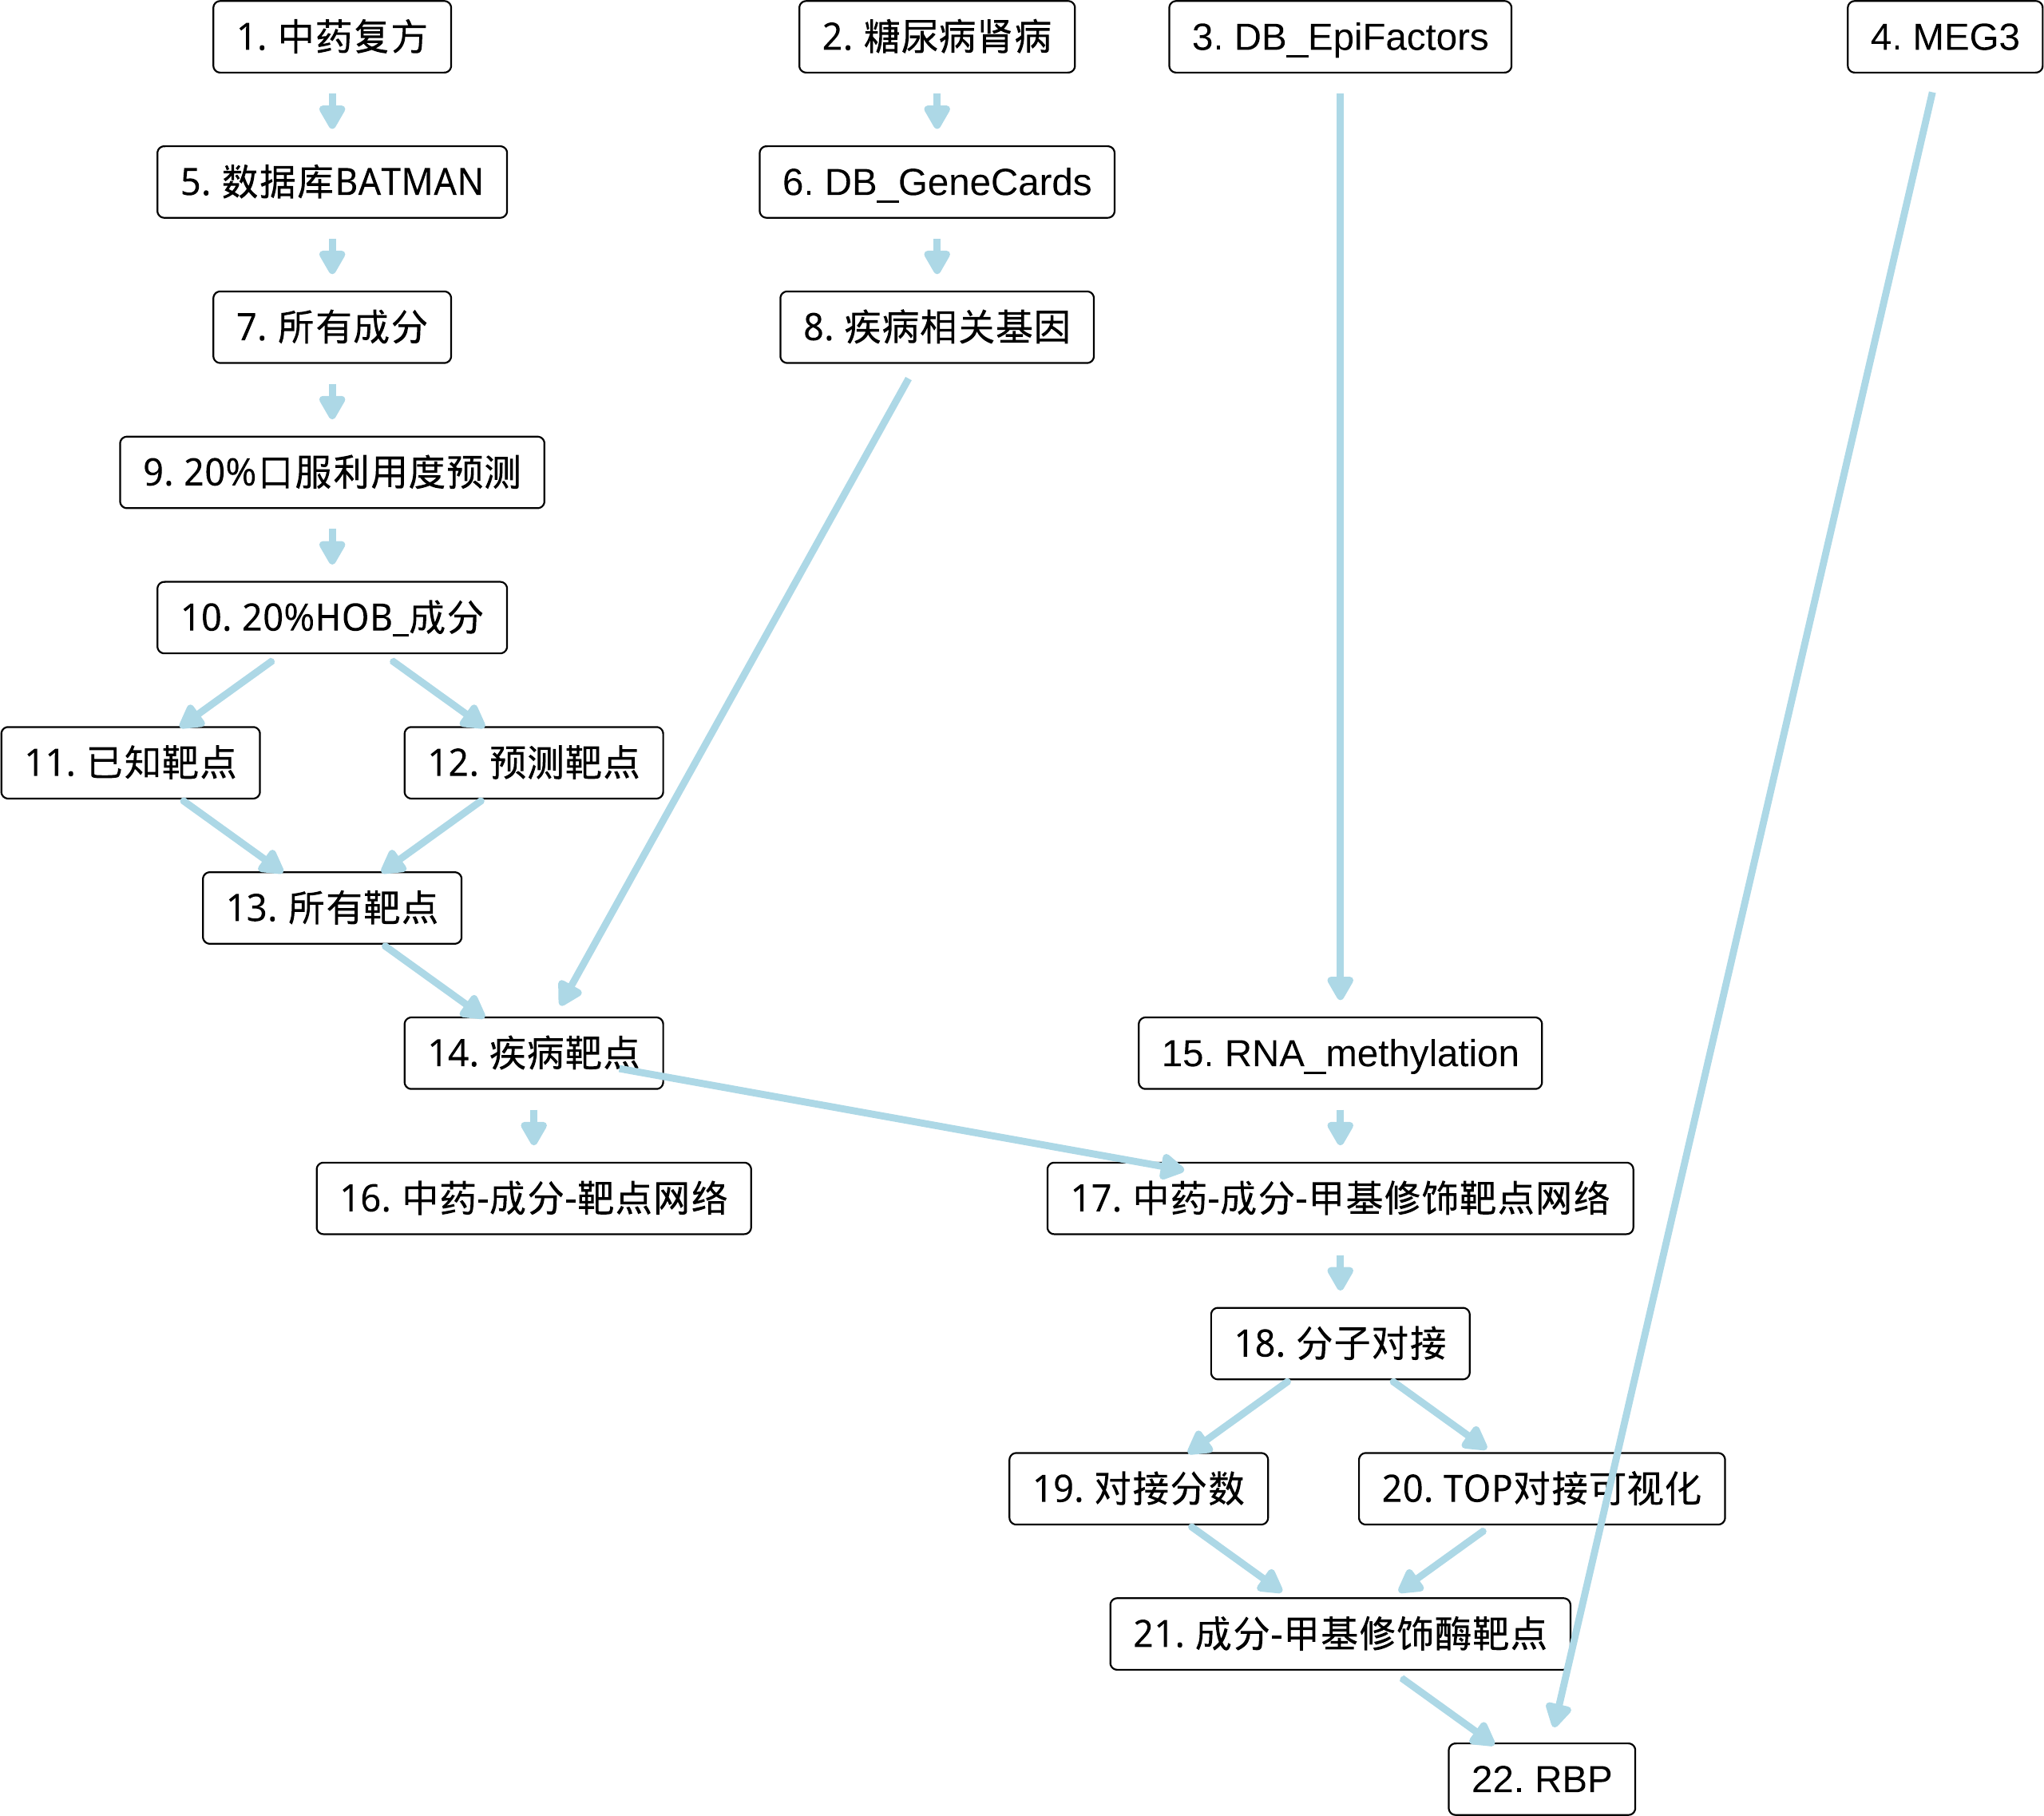 1. 中药复方
2. 糖尿病肾病
3. DB_EpiFactors
4. MEG3
5. 数据库BATMAN
6. DB_GeneCards
7. 所有成分
8. 疾病相关基因
9. 20%口服利用度预测
10. 20%HOB_成分
11. 已知靶点
12. 预测靶点
13. 所有靶点
14. 疾病靶点
15. RNA_methylation
16. 中药-成分-靶点网络
17. 中药-成分-甲基修饰靶点网络
18. 分子对接
19. 对接分数
20. TOP对接可视化
21. 成分-甲基修饰酶靶点
22. RBP